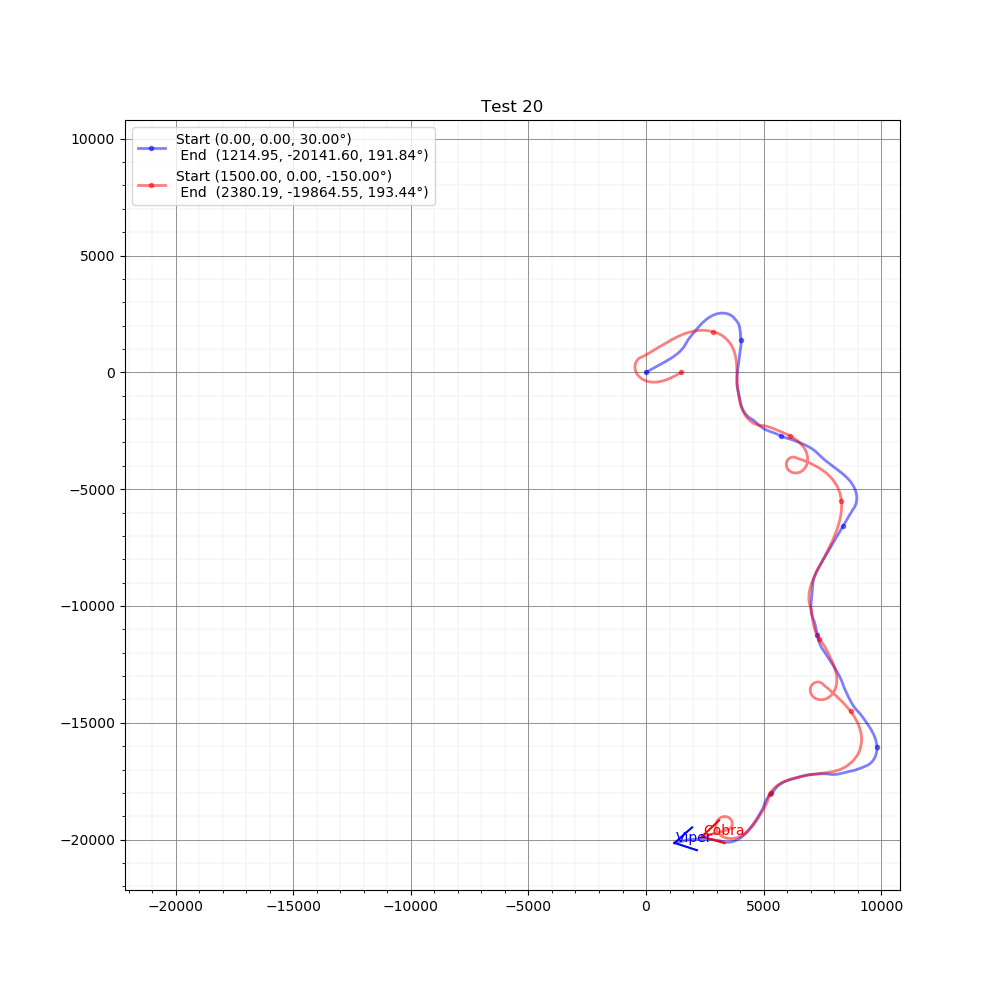 Test 20
Start (0.00, 0.00, 30.00°)
End  (1214.95, -20141.60, 191.84°)
Start (1500.00, 0.00, -150.00°)
End  (2380.19, -19864.55, 193.44°)
10000
5000
0
−5000
−10000
−15000
−20000
Cobra
Viper
−20000 −15000 −10000 −5000 0 5000 10000